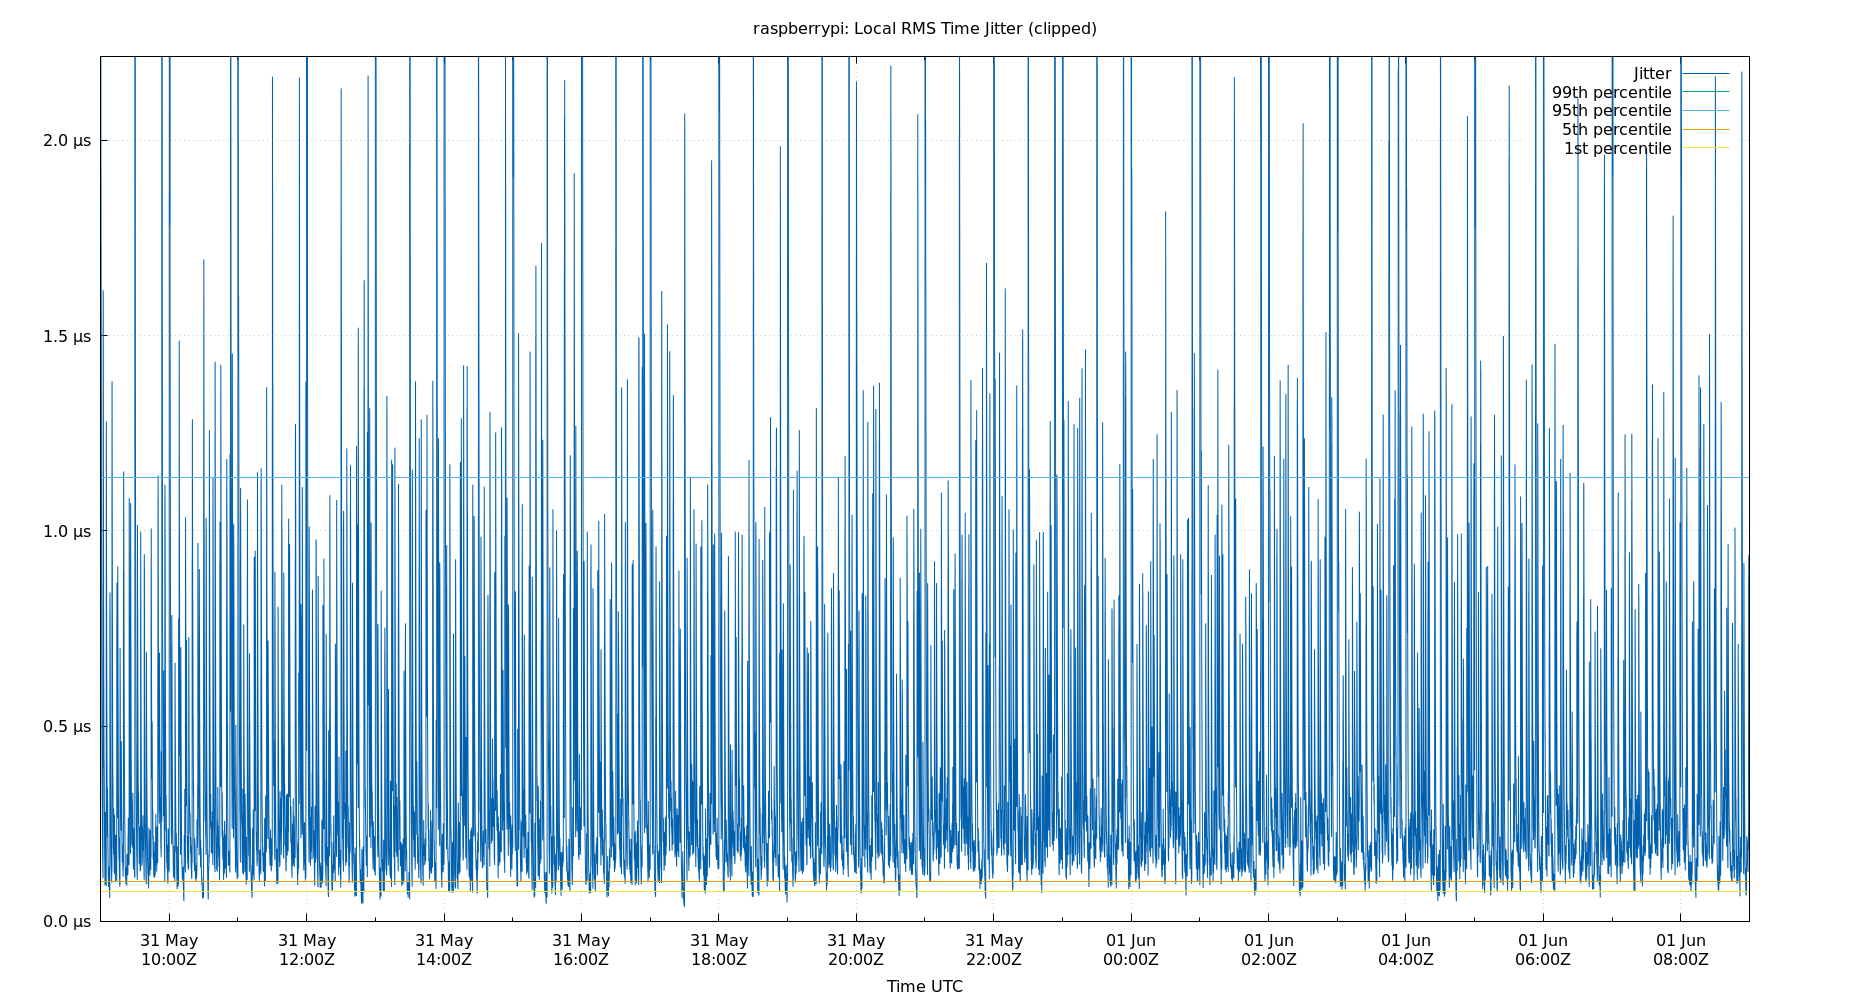 raspberrypi: Local RMS Time Jitter (clipped)
Jitter
99th percentile
95th percentile
5th percentile
1st percentile
2.0 µs
1.5 µs
1.0 µs
0.5 µs
0.0 µs
31 May 31 May 31 May 31 May 31 May 31 May 31 May 01 Jun 01 Jun 01 Jun 01 Jun 01 Jun
10:00Z 12:00Z 14:00Z 16:00Z 18:00Z 20:00Z 22:00Z 00:00Z 02:00Z 04:00Z 06:00Z 08:00Z
Time UTC